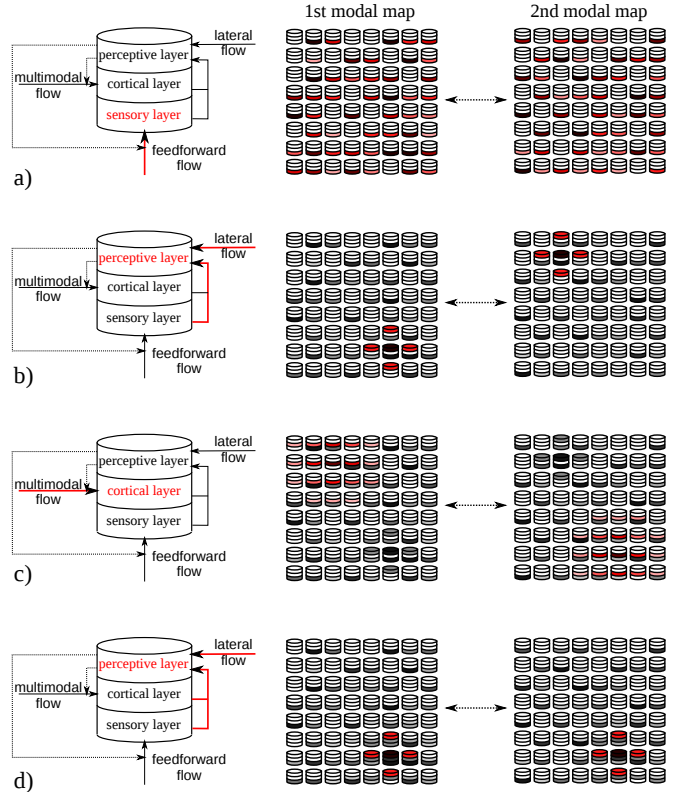 1st modal map
2nd modal map
lateral
flow
perceptive layer
multimodal
flow
cortical layer
sensory layer
feedforward
flow
a)
lateral
flow
perceptive layer
multimodal
flow
cortical layer
sensory layer
feedforward
flow
b)
lateral
flow
perceptive layer
multimodal
flow
cortical layer
sensory layer
feedforward
flow
c)
lateral
flow
perceptive layer
multimodal
flow
cortical layer
sensory layer
feedforward
flow
d)